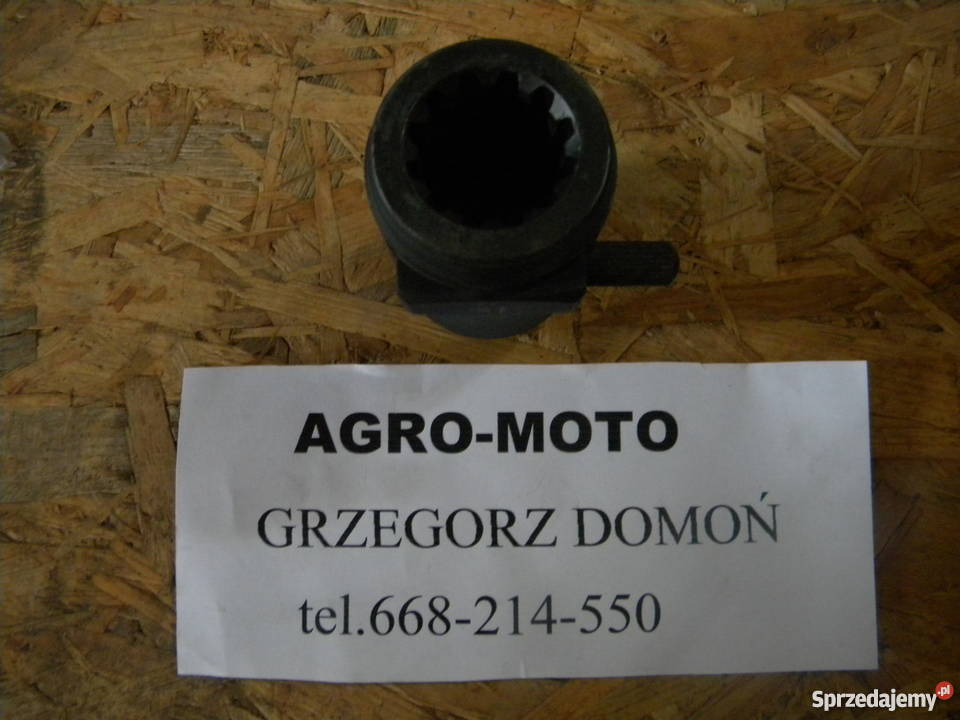 AGRO-MOTO
GRZEGORZ DOMOŃ
tel.668-214-550
Sprzedajemy.pl